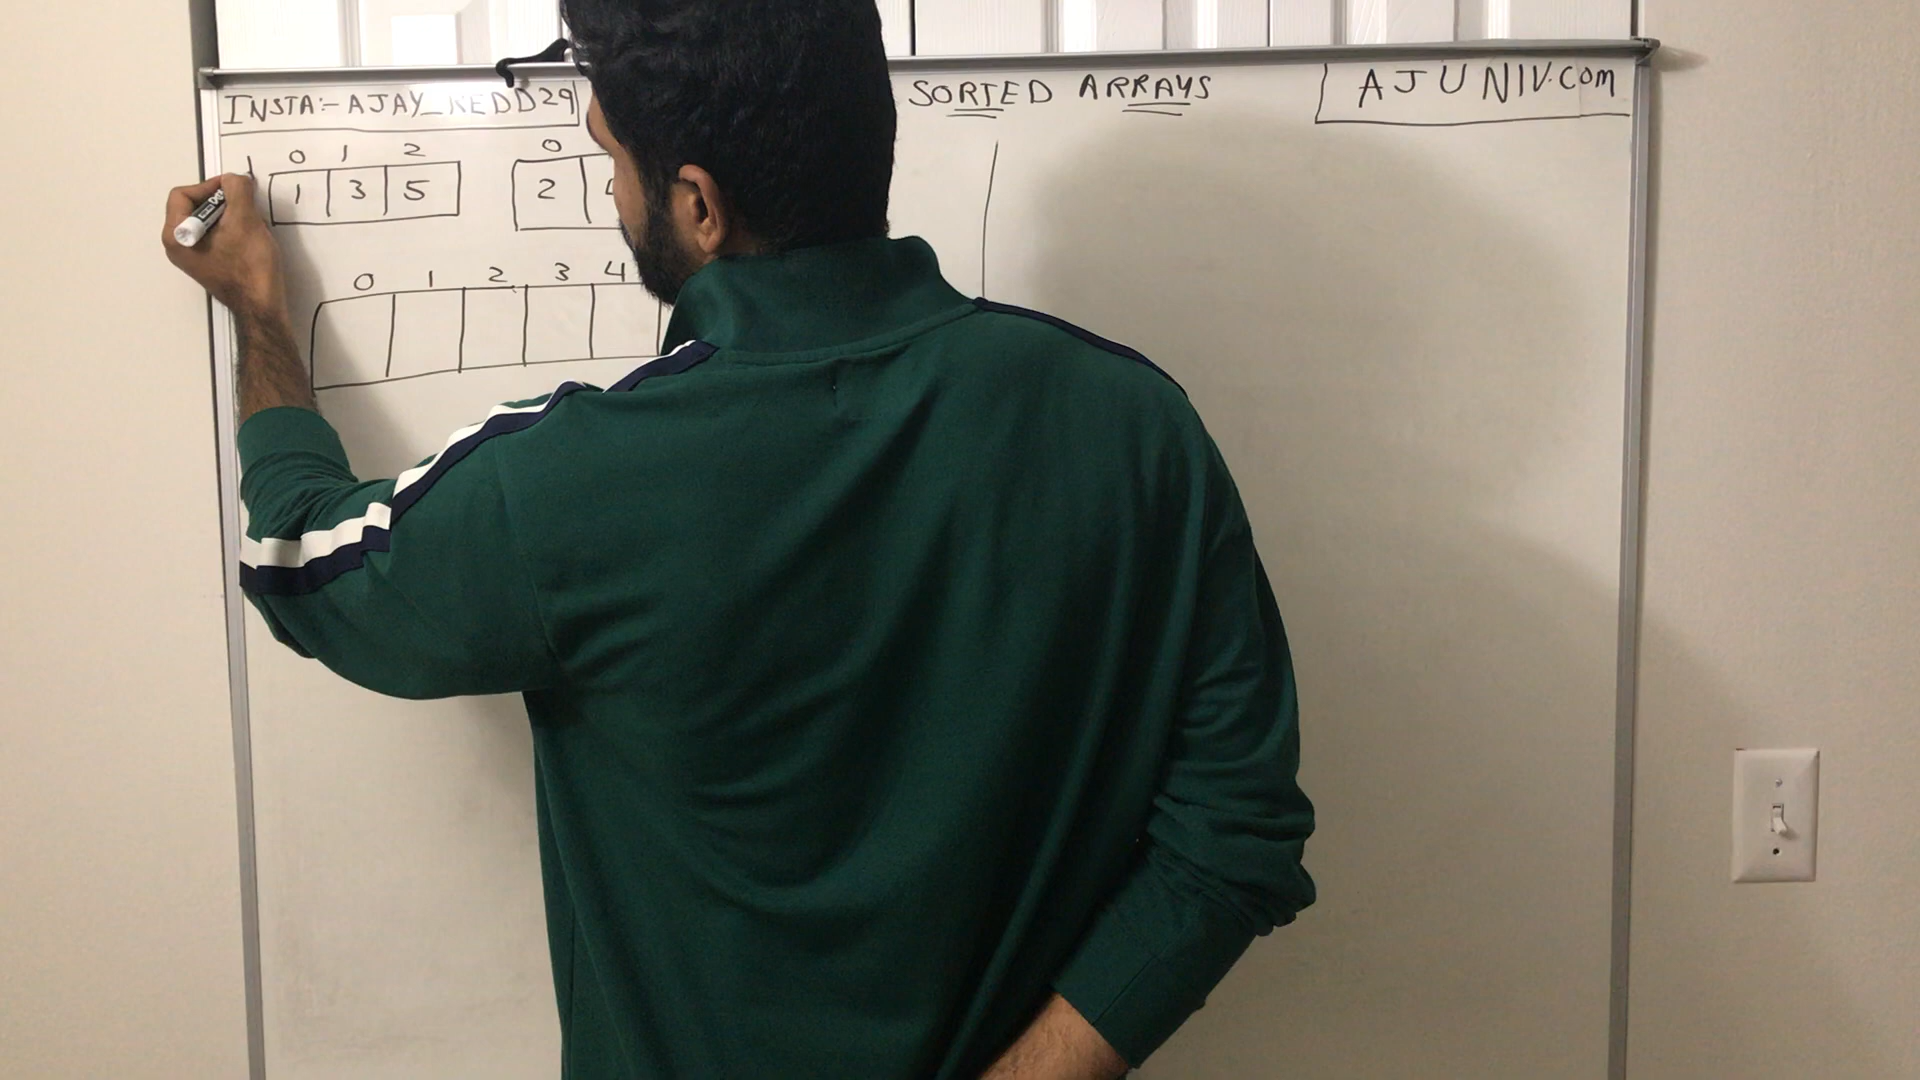 INSTA:- AJAY_REDD29
SORTED ARRAYS
AJUNIV.COM
0 1 2
1 3 5
0
2
0 1 2 3 4